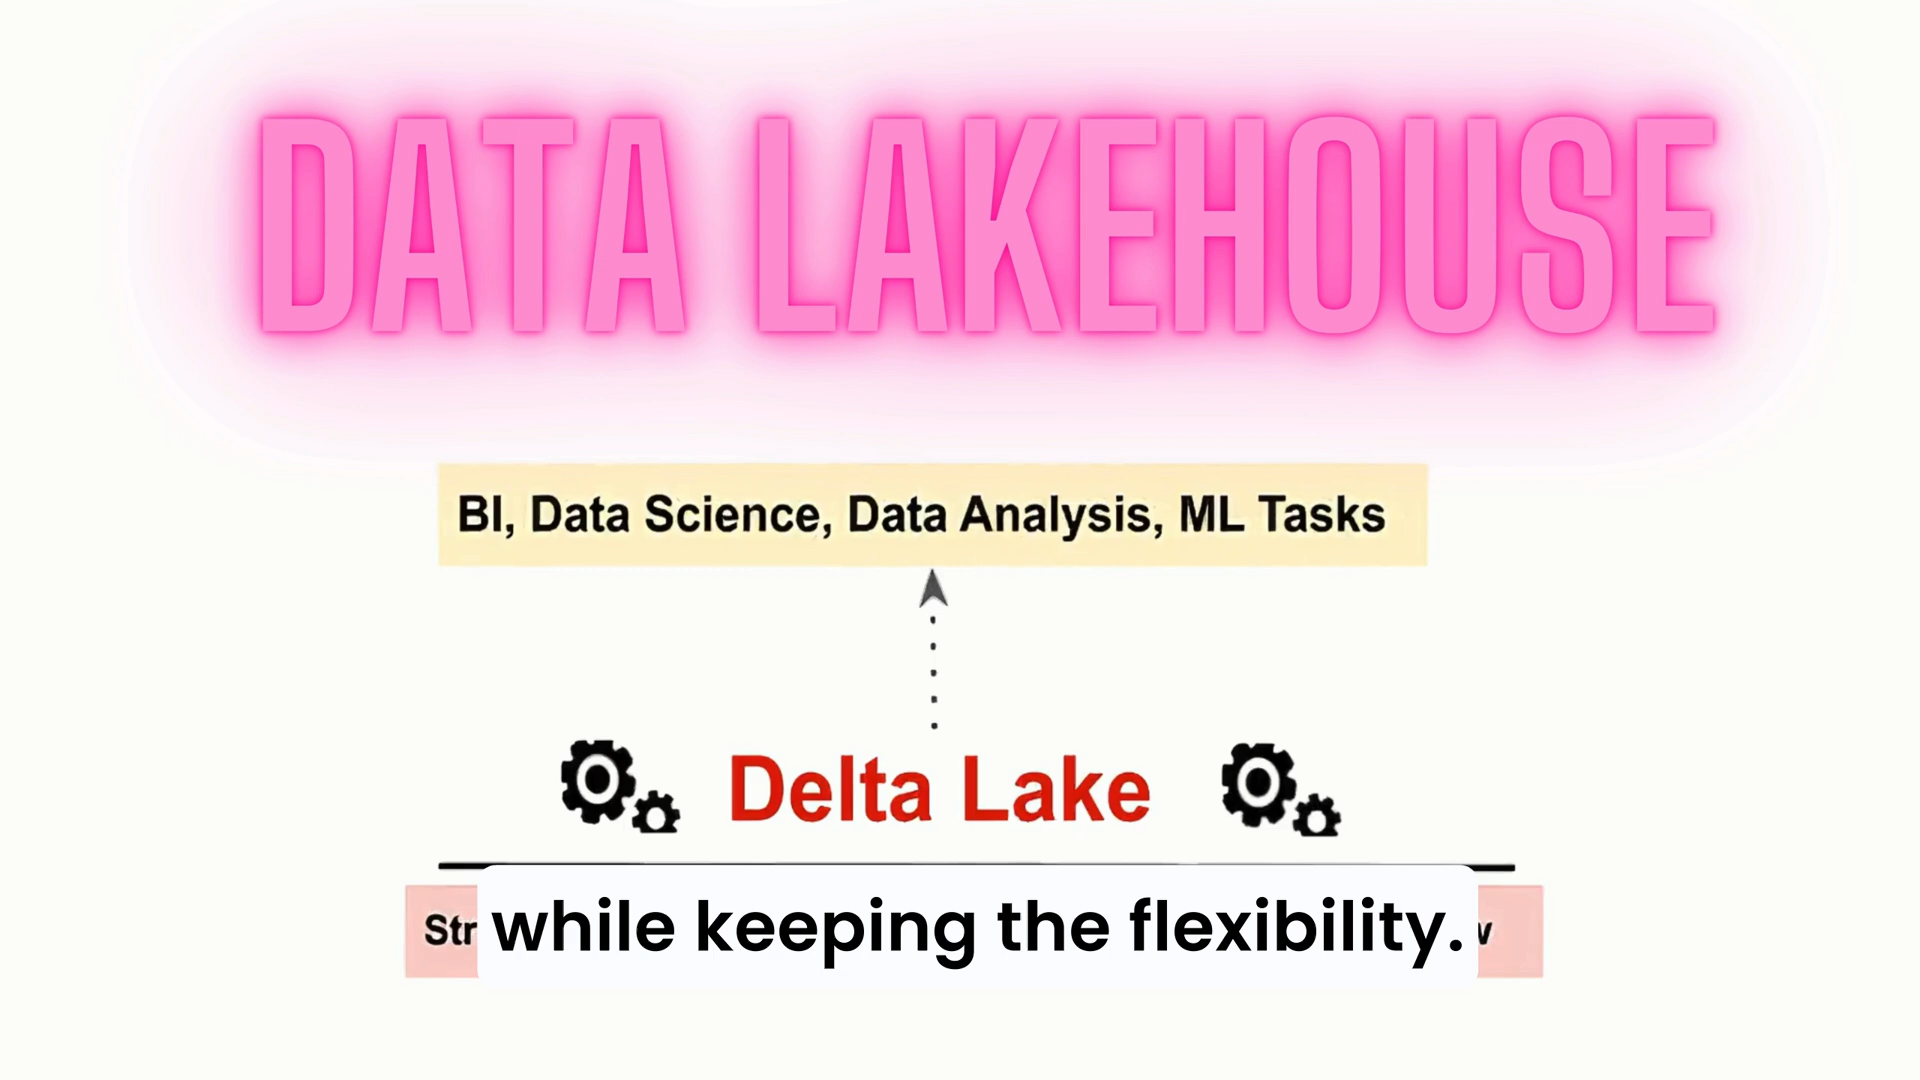 DATA LAKEHOUSE
BI, Data Science, Data Analysis, ML Tasks
Delta Lake
while keeping the flexibility.